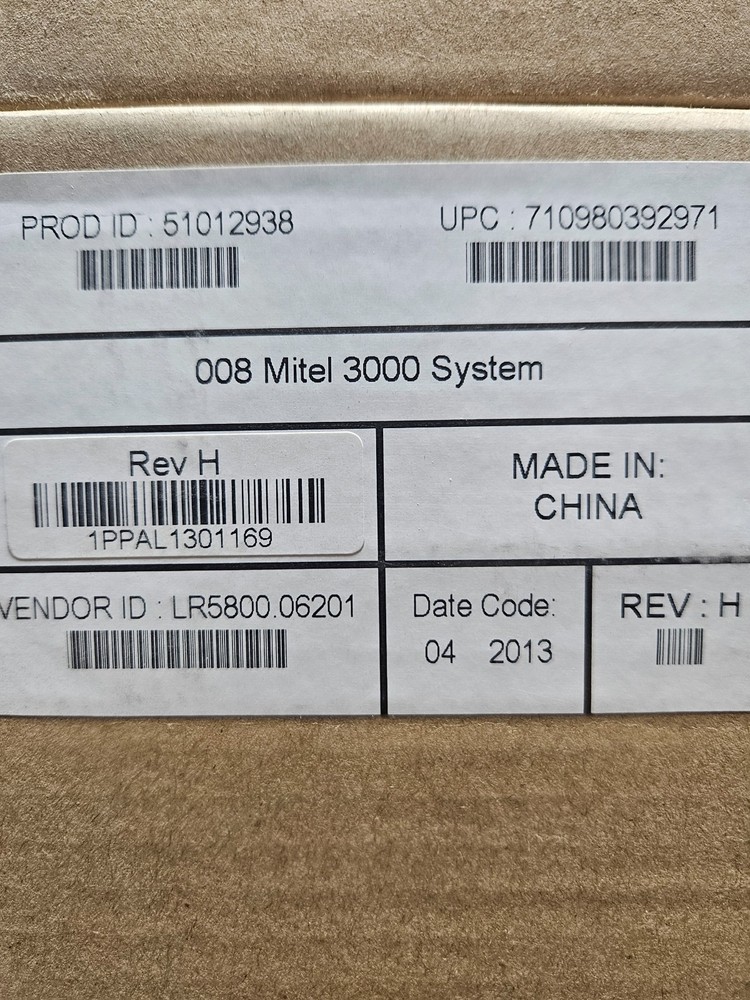 PROD ID : 51012938
UPC : 710980392971
008 Mitel 3000 System
Rev H
1PPAL1301169
MADE IN:
CHINA
VENDOR ID : LR5800.06201
Date Code:
04 2013
REV : H